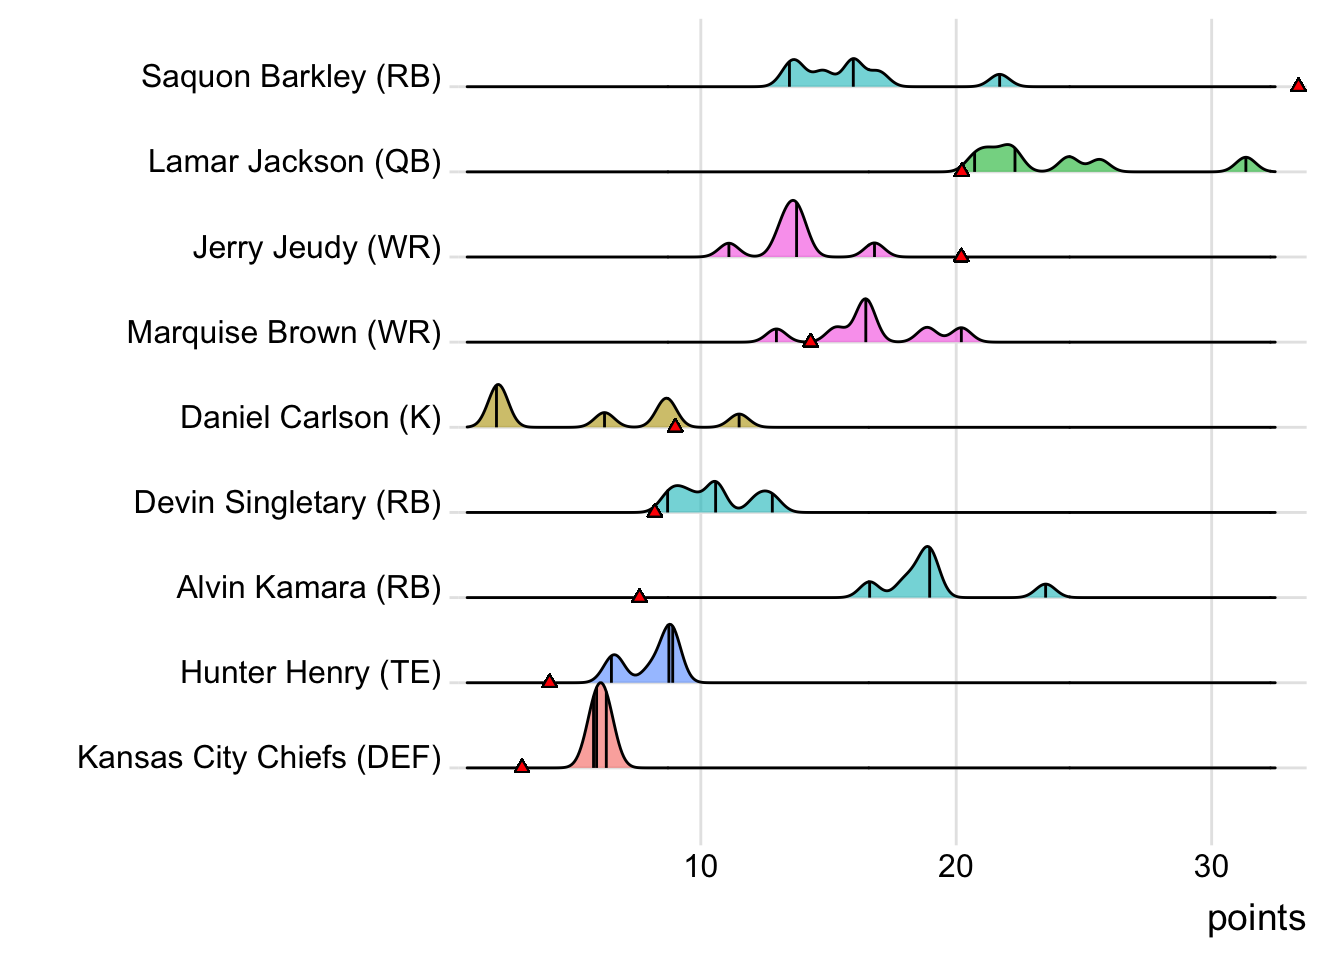 Saquon Barkley (RB)
Lamar Jackson (QB)
Jerry Jeudy (WR)
Marquise Brown (WR)
Daniel Carlson (K)
Devin Singletary (RB)
Alvin Kamara (RB)
Hunter Henry (TE)
Kansas City Chiefs (DEF)
10 20 30
points